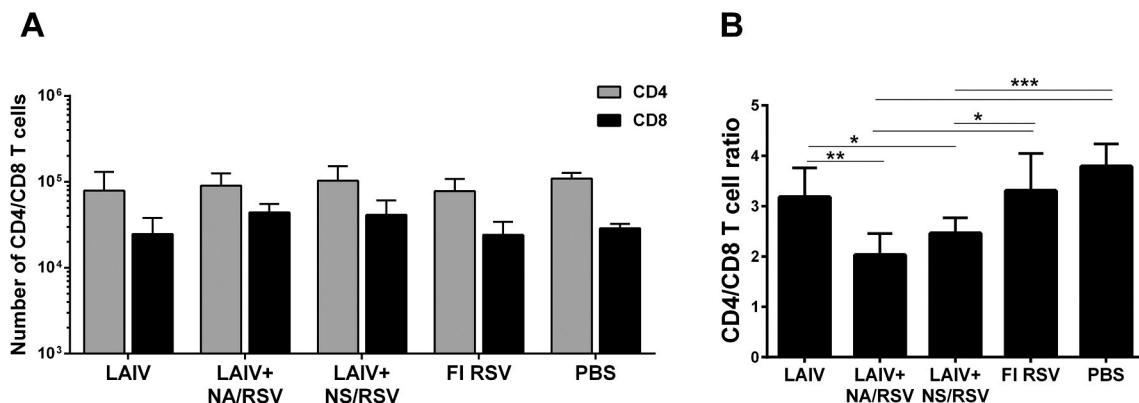 A
Number of CD4/CD8 T cells
10⁶
10⁵
10⁴
10³
CD4
CD8
LAIV
LAIV+
NA/RSV
LAIV+
NS/RSV
FI RSV
PBS
B
CD4/CD8 T cell ratio
5
4
3
2
1
0
***
*
*
**
LAIV
LAIV+
NA/RSV
LAIV+
NS/RSV
FI RSV
PBS